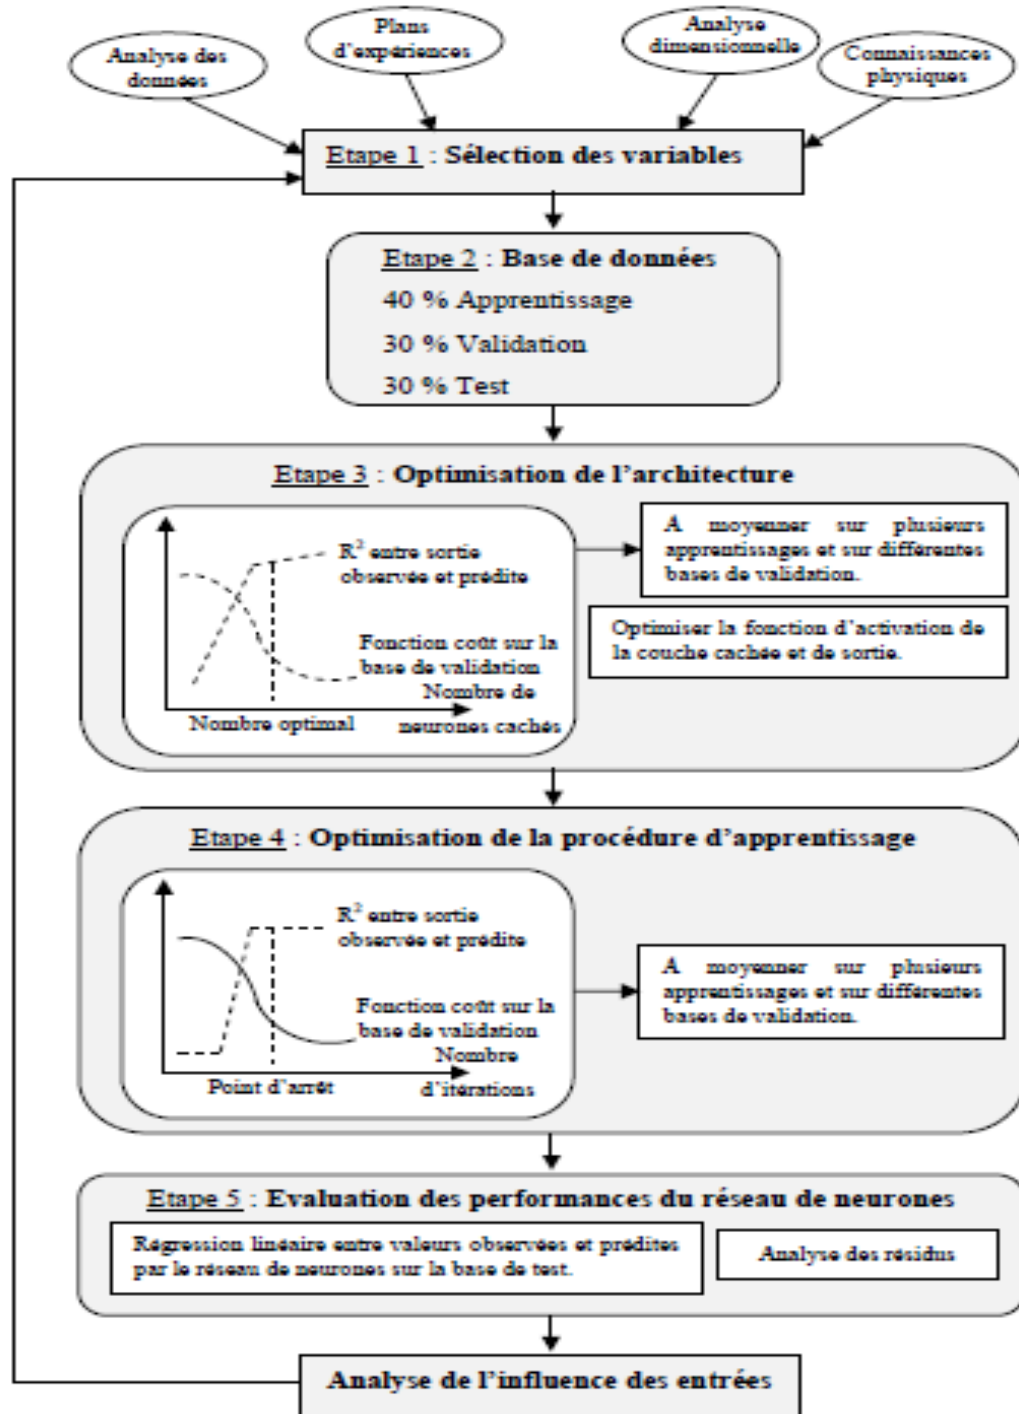 Analyse des
données
Plans
d'expériences
Analyse
dimensionnelle
Connaissances
physiques
Etape 1 : Sélection des variables
Etape 2 : Base de données
40 % Apprentissage
30 % Validation
30 % Test
Etape 3 : Optimisation de l'architecture
R² entre sortie
observée et prédite
Fonction coût sur la
base de validation
Nombre de
neurones cachés
Nombre optimal
A moyenner sur plusieurs
apprentissages et sur différentes
bases de validation.
Optimiser la fonction d'activation de
la couche cachée et de sortie.
Etape 4 : Optimisation de la procédure d'apprentissage
R² entre sortie
observée et prédite
Fonction coût sur la
base de validation
Nombre
d'itérations
Point d'arrêt
A moyenner sur plusieurs
apprentissages et sur différentes
bases de validation.
Etape 5 : Evaluation des performances du réseau de neurones
Régression linéaire entre valeurs observées et prédites
par le réseau de neurones sur la base de test.
Analyse des résidus
Analyse de l'influence des entrées